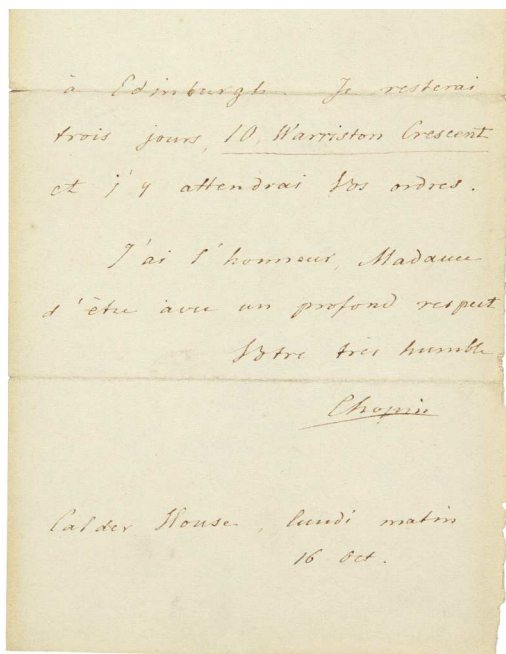 à Edinburgh. Je resterai
trois jours, 10, Warriston Crescent
et j'y attendrai Vos ordres.
J'ai l'honneur, Madame
d'être avec un profond respect
Votre très humble
Chopin
Calder House, lundi matin
16 Oct.